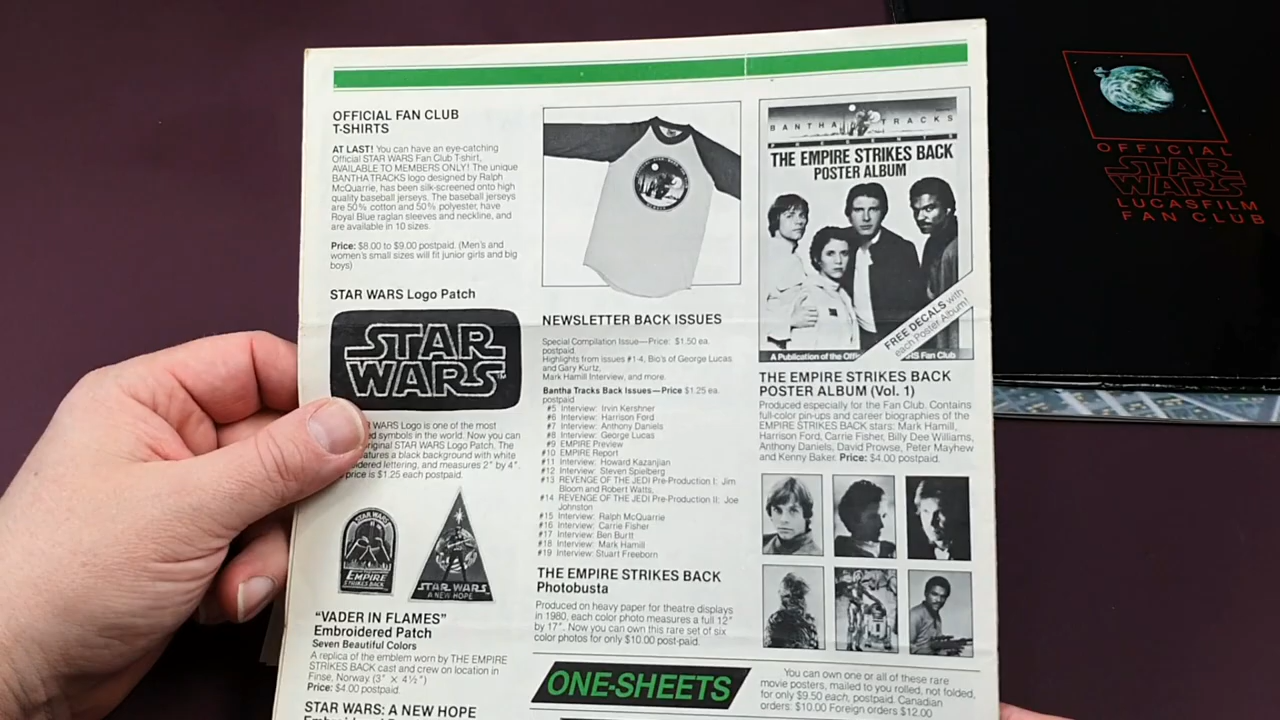 OFFICIAL FAN CLUB
T-SHIRTS
AT LAST! You can have an eye-catching
Official STAR WARS Fan Club T-shirt,
AVAILABLE TO MEMBERS ONLY! The unique
BANTHA TRACKS logo designed by Ralph
McQuarrie, has been silk-screened onto high
quality baseball jerseys. The baseball jerseys
are 50% cotton and 50% polyester, have
Royal Blue raglan sleeves and neckline, and
are available in 10 sizes.
Price: $8.00 to $9.00 postpaid. (Men's and
women's small sizes will fit junior girls and big
boys)
STAR WARS Logo Patch
STAR
WARS
WARS Logo is one of the most
symbols in the world. Now you can
original STAR WARS Logo Patch. The
a black background with white
lettering, and measures 2" by 4".
price is $1.25 each postpaid.
STAR WARS
THE
EMPIRE
STRIKES BACK
STAR WARS
A NEW HOPE
"VADER IN FLAMES"
Embroidered Patch
Seven Beautiful Colors
A replica of the emblem worn by THE EMPIRE
STRIKES BACK cast and crew on location in
Finse, Norway. (3" × 4½")
Price: $4.00 postpaid.
STAR WARS: A NEW HOPE
NEWSLETTER BACK ISSUES
Special Compilation Issue—Price: $1.50 ea.
postpaid.
Highlights from issues #1-4, Bio's of George Lucas
and Gary Kurtz,
Mark Hamill Interview, and more.
Bantha Tracks Back Issues—Price $1.25 ea.
postpaid
#5 Interview: Irvin Kershner
#6 Interview: Harrison Ford
#7 Interview: Anthony Daniels
#8 Interview: George Lucas
#9 EMPIRE Preview
#10 EMPIRE Report
#11 Interview: Howard Kazanjian
#12 Interview: Steven Spielberg
#13 REVENGE OF THE JEDI Pre-Production I: Jim
Bloom and Robert Watts,
#14 REVENGE OF THE JEDI Pre-Production II: Joe
Johnston
#15 Interview: Ralph McQuarrie
#16 Interview: Carrie Fisher
#17 Interview: Ben Burtt
#18 Interview: Mark Hamill
#19 Interview: Stuart Freeborn
THE EMPIRE STRIKES BACK
Photobusta
Produced on heavy paper for theatre displays
in 1980, each color photo measures a full 12"
by 17". Now you can own this rare set of six
color photos for only $10.00 post-paid.
ONE-SHEETS
BANTHA TRACKS
PRESENTS
THE EMPIRE STRIKES BACK
POSTER ALBUM
FREE DECALS with
each Poster Album!
A Publication of the
Fan Club
THE EMPIRE STRIKES BACK
POSTER ALBUM (Vol. 1)
Produced especially for the Fan Club. Contains
full-color pin-ups and career biographies of the
EMPIRE STRIKES BACK stars: Mark Hamill,
Harrison Ford, Carrie Fisher, Billy Dee Williams,
Anthony Daniels, David Prowse, Peter Mayhew
and Kenny Baker. Price: $4.00 postpaid.
You can own one or all of these rare
movie posters, mailed to you rolled, not folded,
for only $9.50 each, postpaid. Canadian
orders: $10.00 Foreign orders $12.00
OFFICIAL
STAR
WARS
LUCASFILM
FAN CLUB